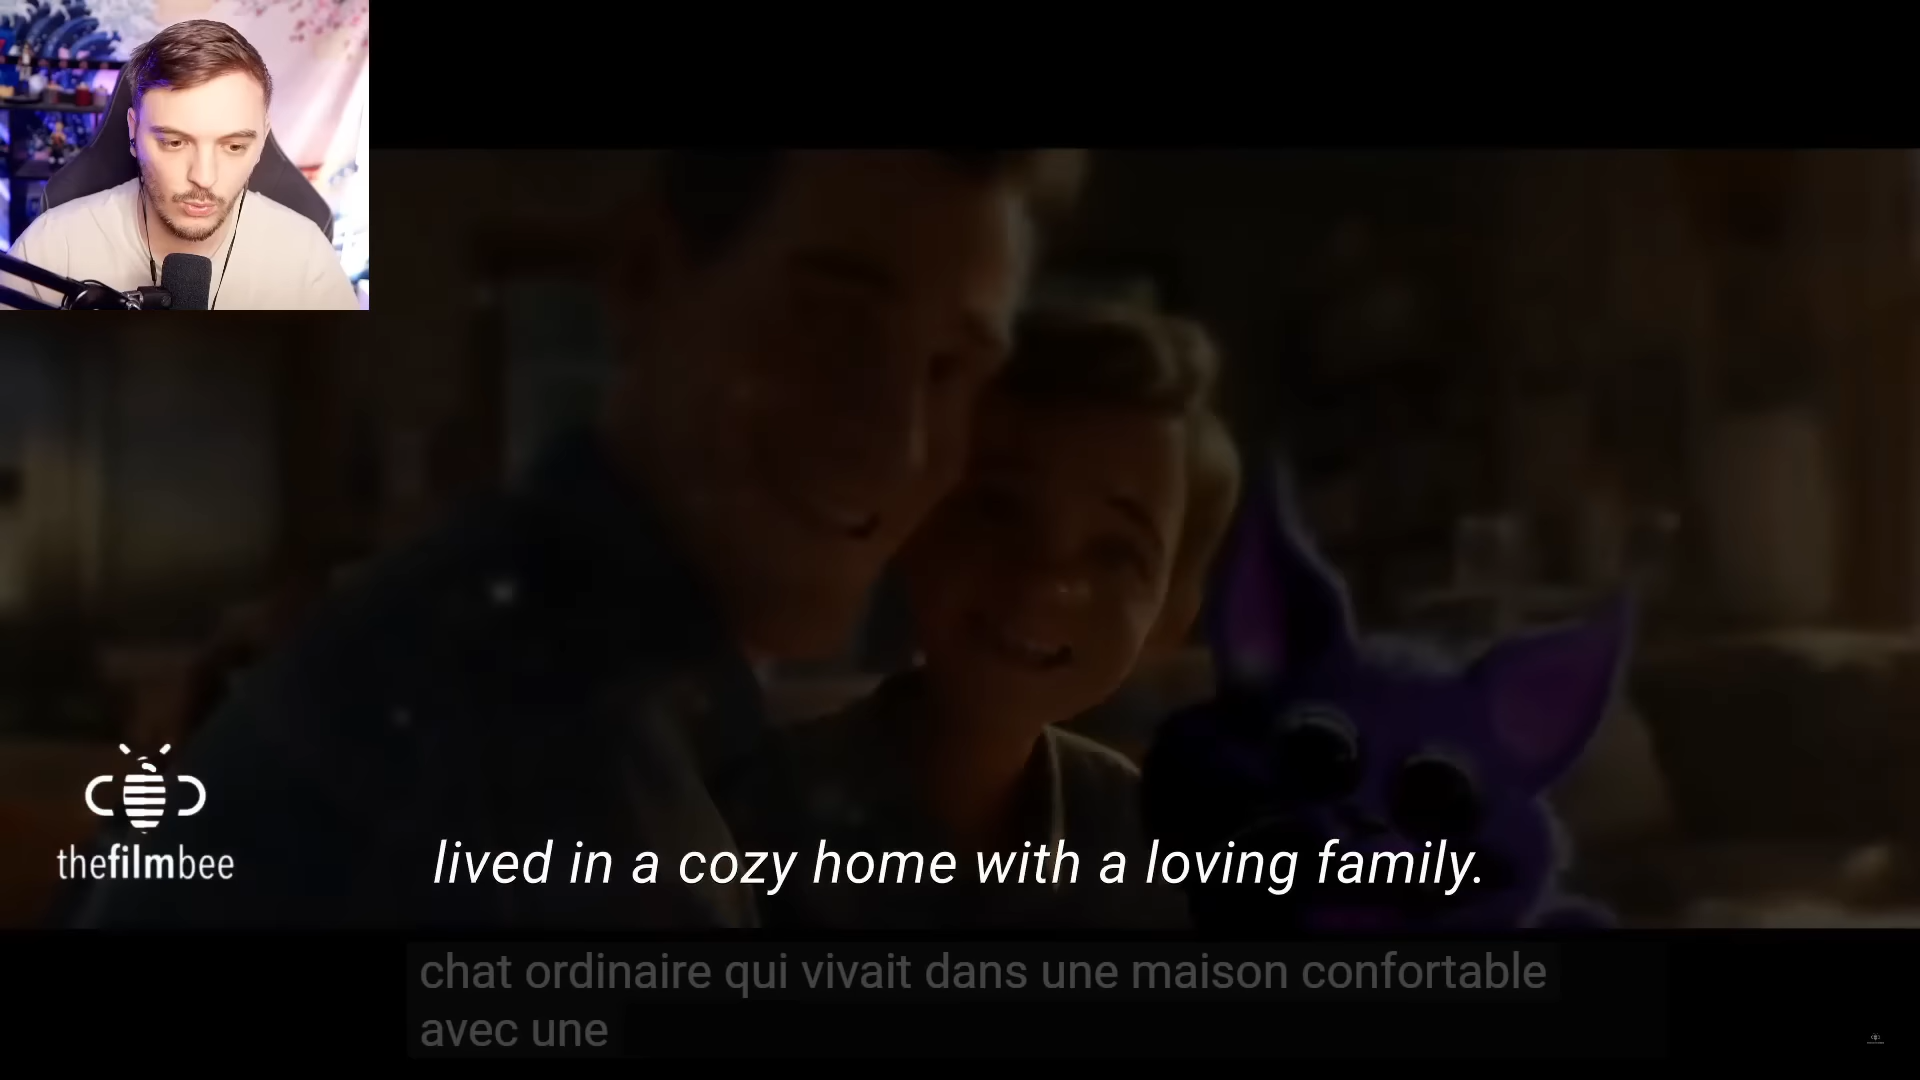 thefilmbee
lived in a cozy home with a loving family.
chat ordinaire qui vivait dans une maison confortable
avec une